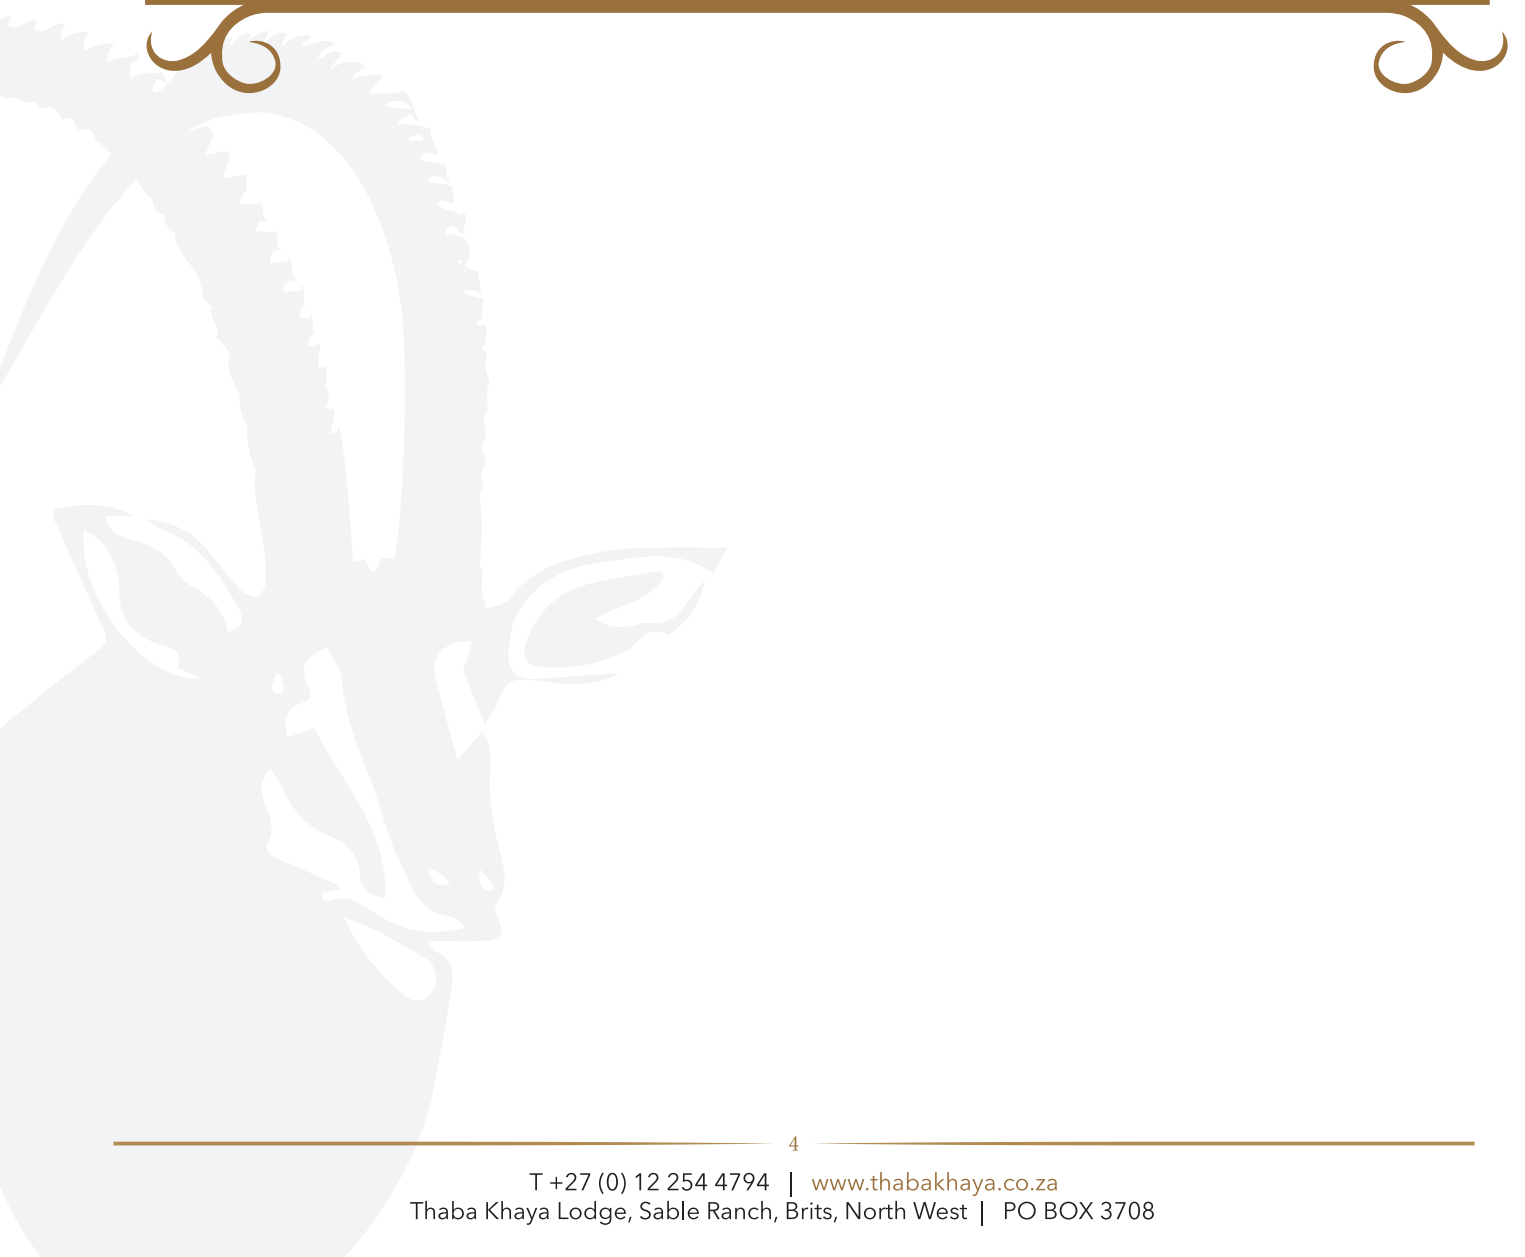 4
T +27 (0) 12 254 4794 | www.thabakhaya.co.za
Thaba Khaya Lodge, Sable Ranch, Brits, North West | PO BOX 3708